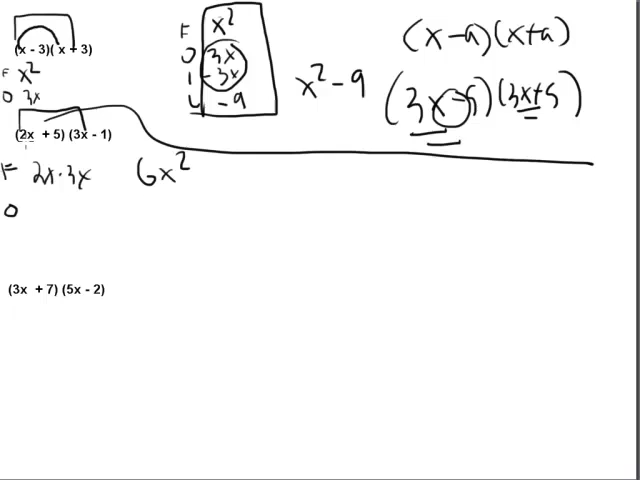 (x - 3)( x + 3)
F x²
O 3x
F x²
O 3x
I -3x
L -9
x² - 9
(x - a)(x + a)
(3x - 5)(3x + 5)
(2x + 5) (3x - 1)
F 2x · 3x 6x²
O
(3x + 7) (5x - 2)